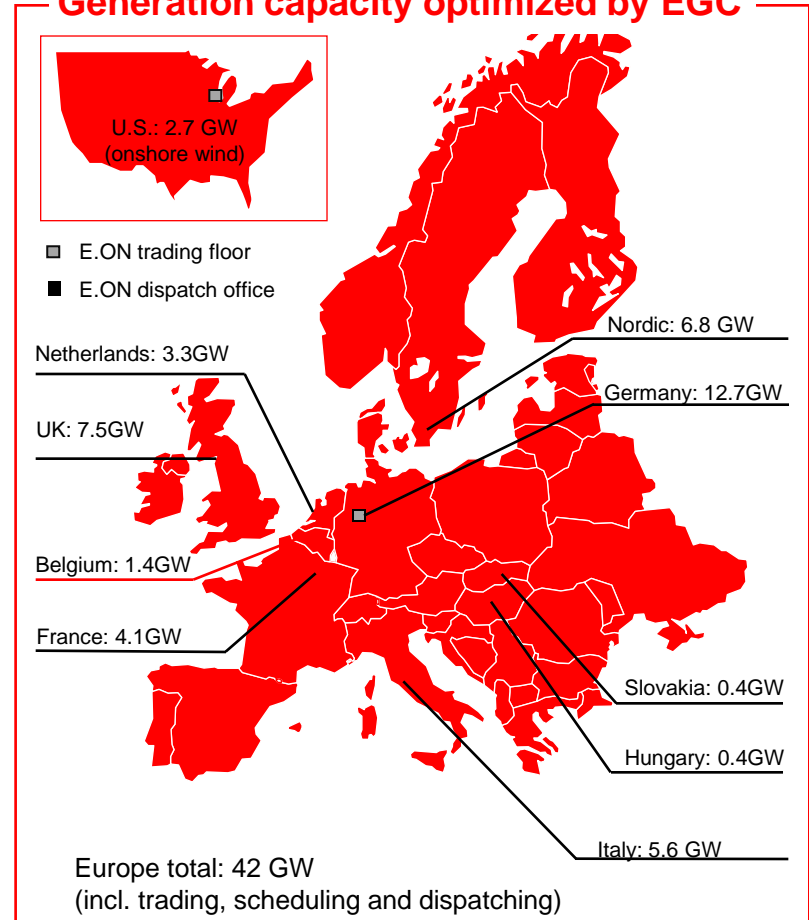 Generation capacity optimized by EGC
U.S.: 2.7 GW
(onshore wind)
E.ON trading floor
E.ON dispatch office
Nordic: 6.8 GW
Netherlands: 3.3GW
Germany: 12.7GW
UK: 7.5GW
Belgium: 1.4GW
France: 4.1GW
Slovakia: 0.4GW
Hungary: 0.4GW
Italy: 5.6 GW
Europe total: 42 GW
(incl. trading, scheduling and dispatching)